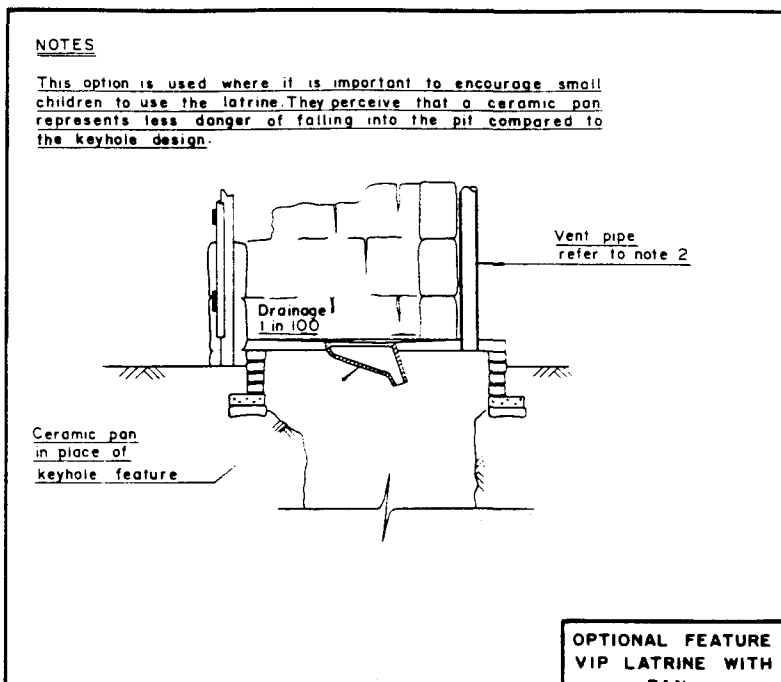 NOTES
This option is used where it is important to encourage small
children to use the latrine. They perceive that a ceramic pan
represents less danger of falling into the pit compared to
the keyhole design.
Vent pipe
refer to note 2
Drainage
1 in 100
Ceramic pan
in place of
keyhole feature
OPTIONAL FEATURE
VIP LATRINE WITH
PAN